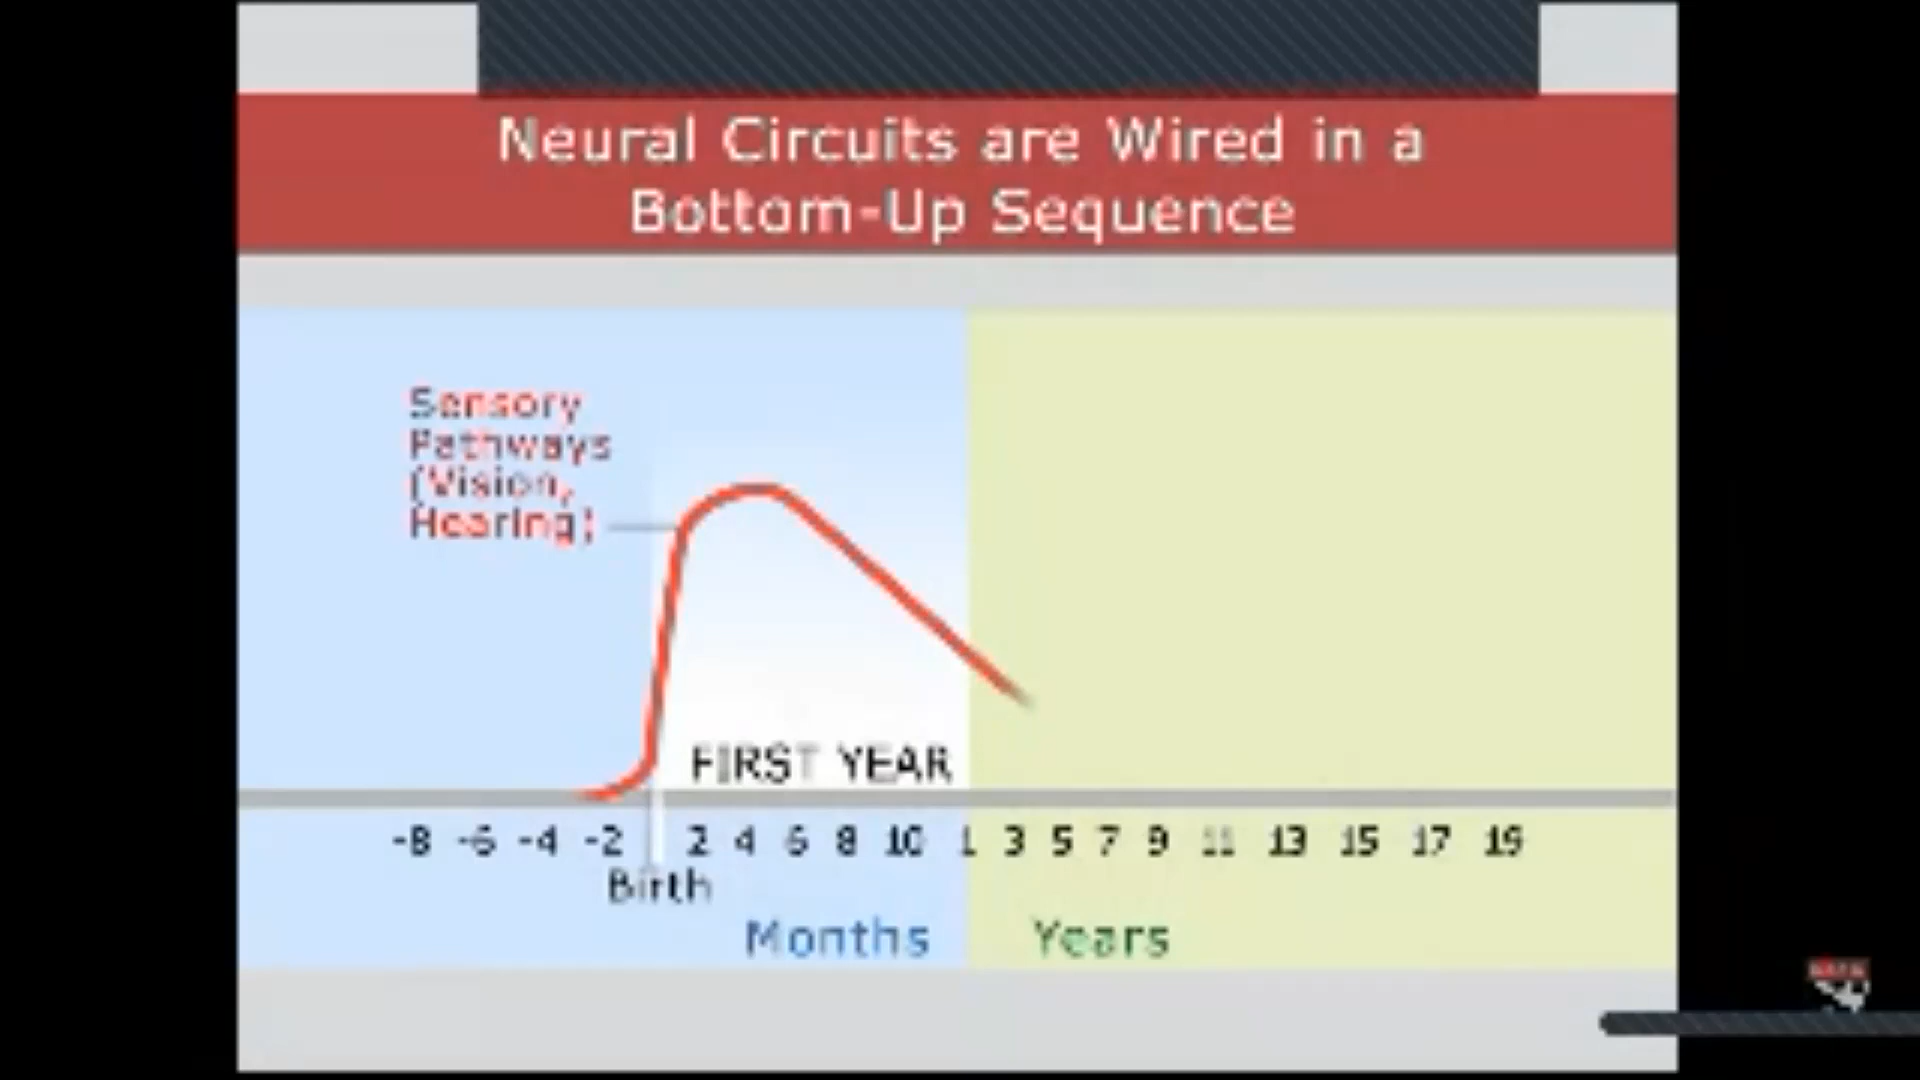 Neural Circuits are Wired in a
Bottom-Up Sequence
Sensory
Pathways
(Vision,
Hearing)
FIRST YEAR
-8 -6 -4 -2 2 4 6 8 10 1 3 5 7 9 11 13 15 17 19
Birth
Months Years